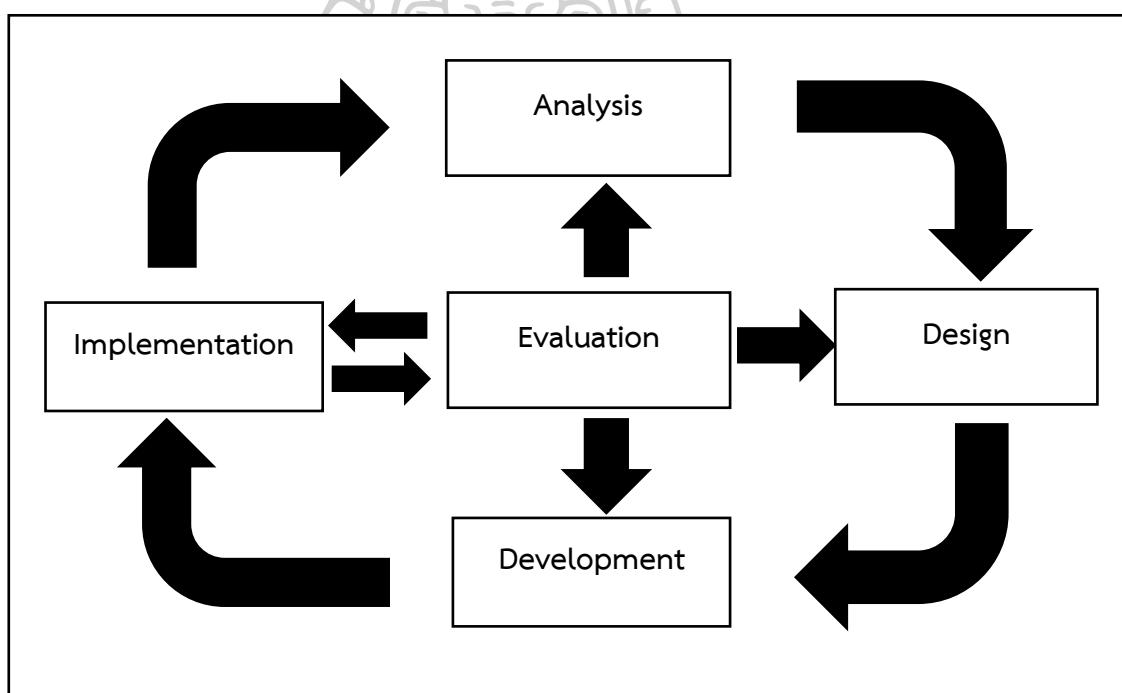 Analysis
Implementation
Evaluation
Design
Development